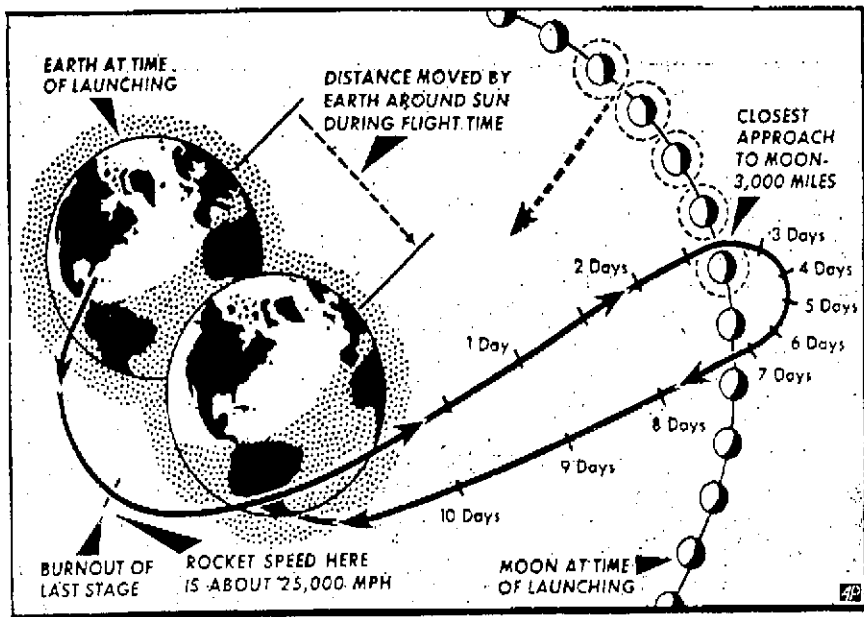 EARTH AT TIME
OF LAUNCHING
DISTANCE MOVED BY
EARTH AROUND SUN
DURING FLIGHT TIME
CLOSEST
APPROACH
TO MOON-
3,000 MILES
3 Days
4 Days
5 Days
6 Days
7 Days
2 Days
1 Day
8 Days
9 Days
10 Days
BURNOUT OF
LAST STAGE
ROCKET SPEED HERE
IS ABOUT 25,000 MPH
MOON AT TIME
OF LAUNCHING
AP